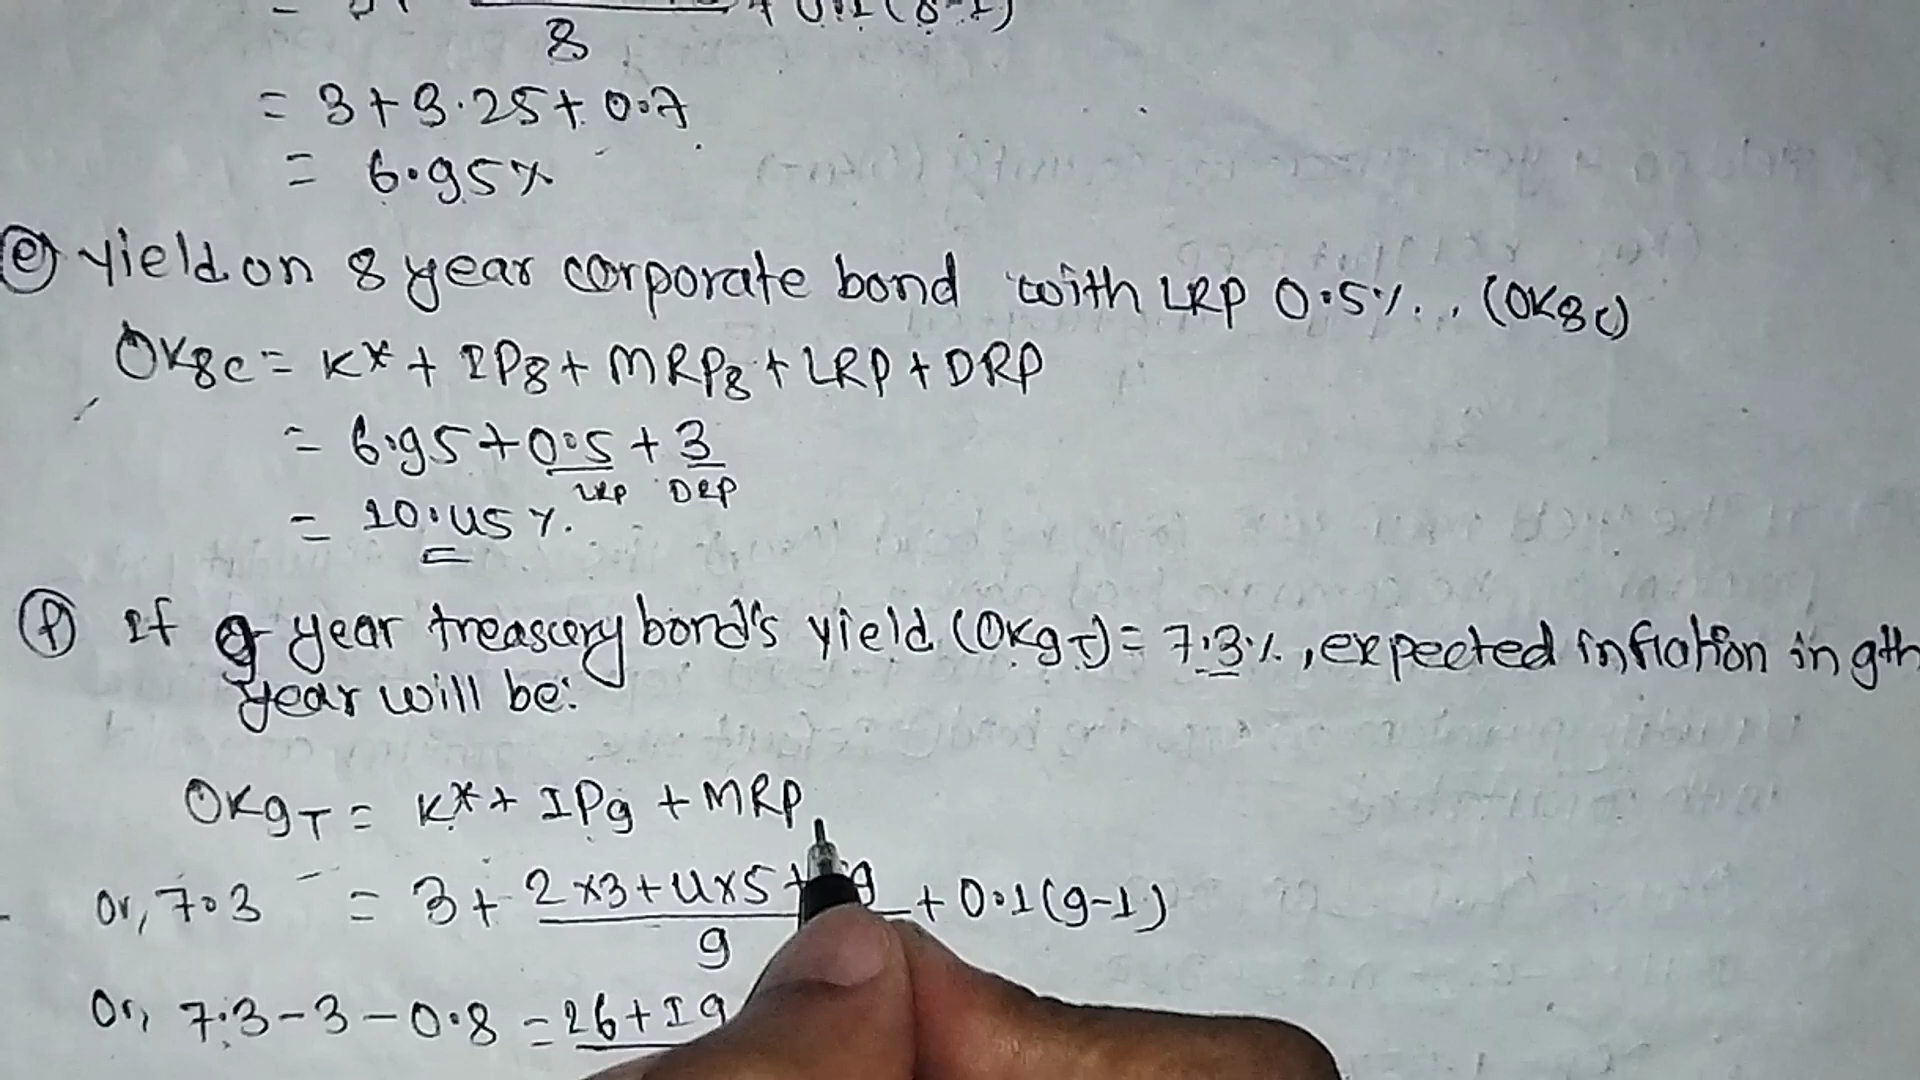 8
= 3+3.25+0.7
= 6.95%
(e) Yield on 8 year corporate bond with LRP 0.5%... (OK8C)
OK8C = K* + IP8 + MRP8 + LRP + DRP
= 6.95+0.5+3
LRP DRP
= 10.45%.
(f) If 9 year treasury bond's yield (OK9T) = 7.3%, expected inflation in 9th
year will be:
OK9T = K* + IP9 + MRP
Or, 7.3 = 3+ 2×3+4×5+ 9 + 0.1(9-1)
9
Or, 7.3-3-0.8 = 26+I9